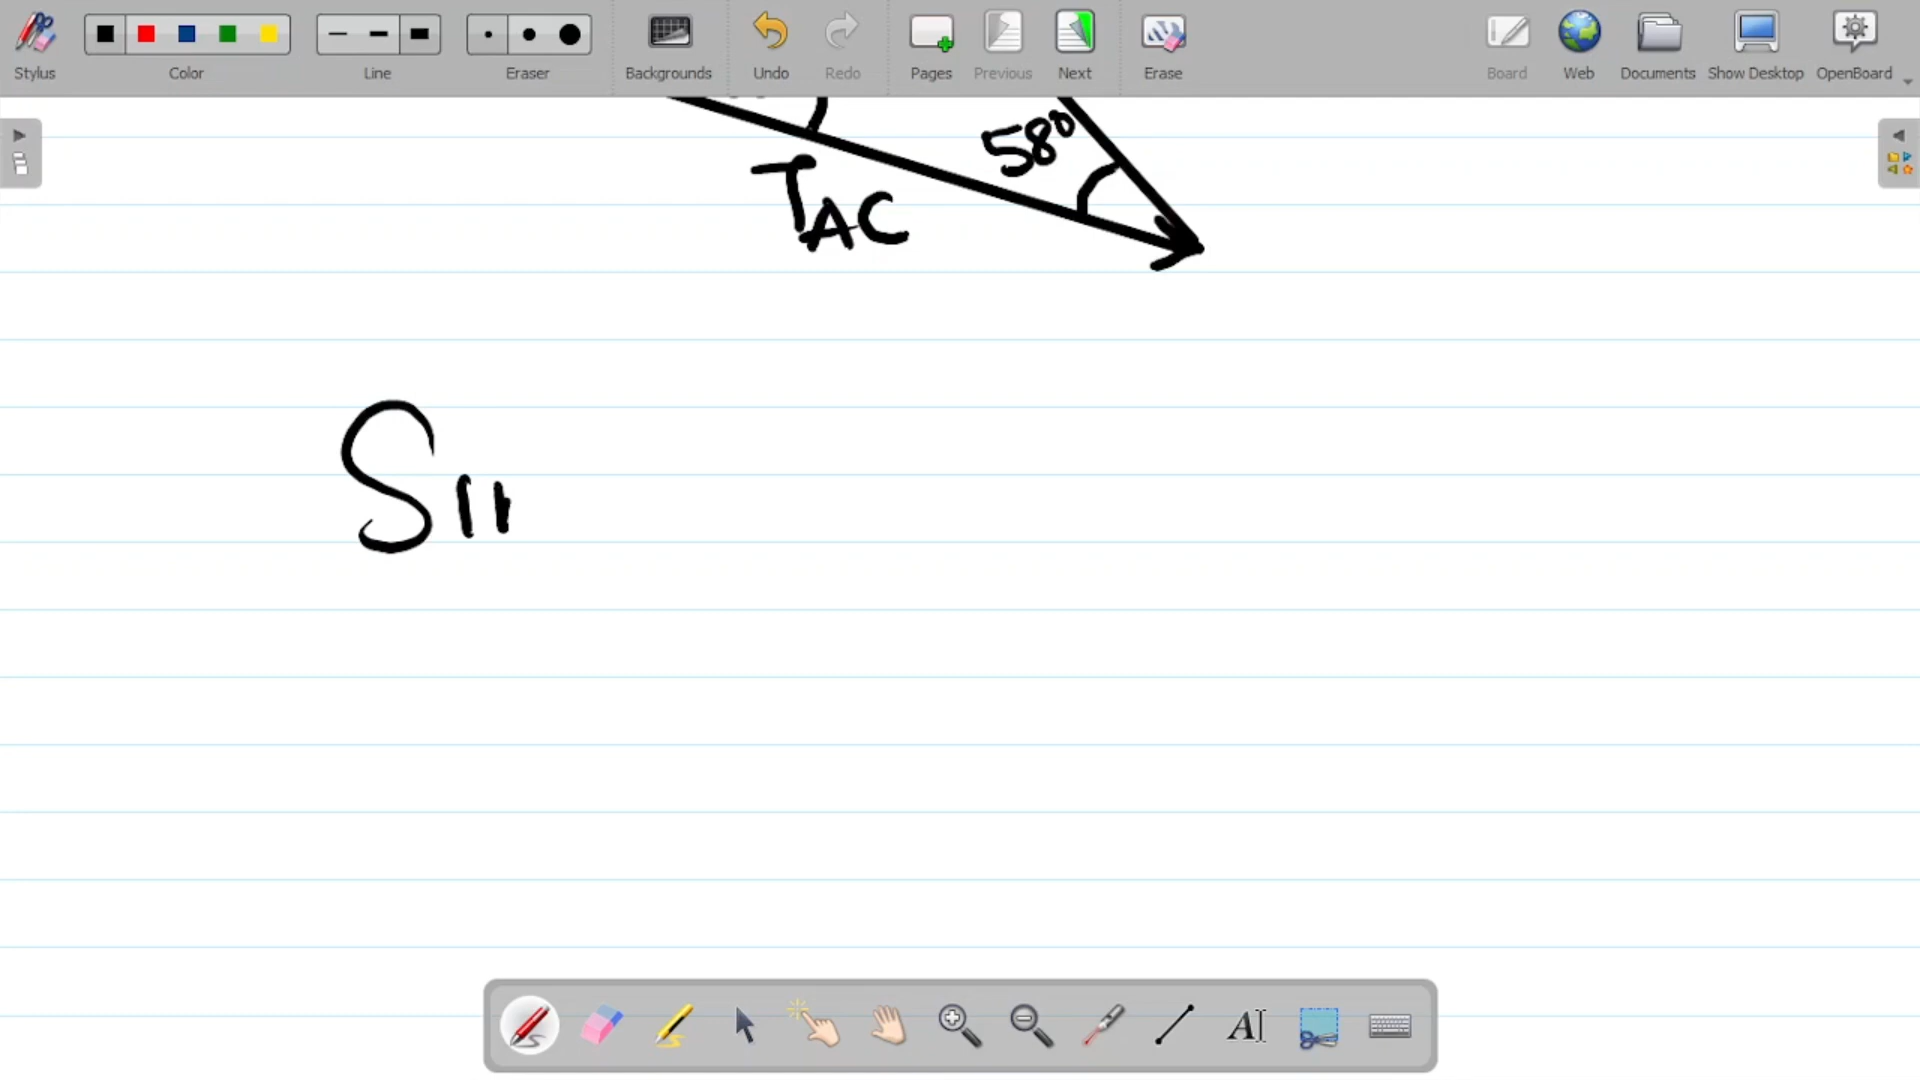 Stylus
Color
Line
Eraser
Backgrounds
Undo
Redo
Pages
Previous
Next
Erase
Board
Web
Documents
Show Desktop
OpenBoard
58°
TAC